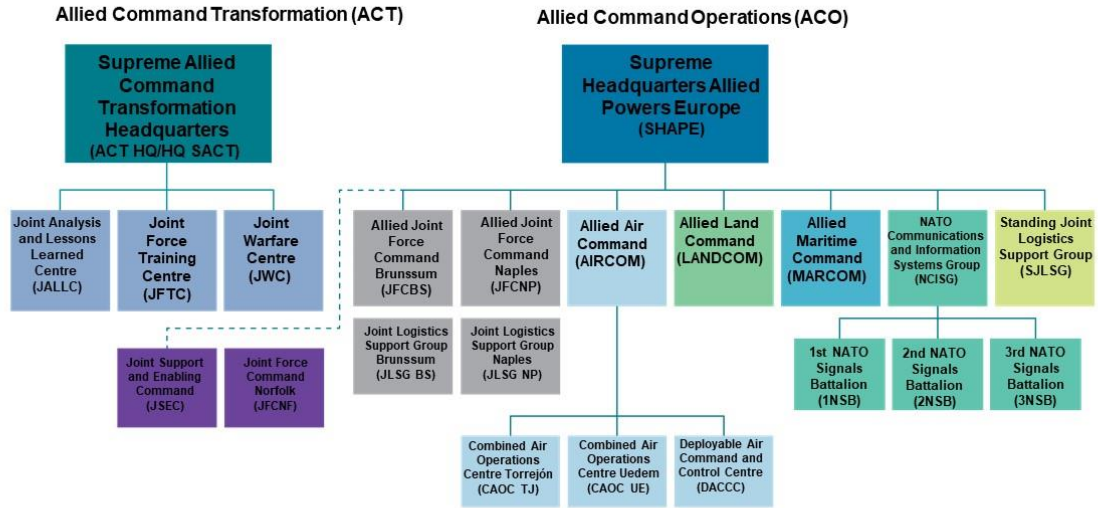 Allied Command Transformation (ACT)
Allied Command Operations (ACO)
Supreme Allied
Command
Transformation
Headquarters
(ACT HQ/HQ SACT)
Supreme
Headquarters Allied
Powers Europe
(SHAPE)
Joint Analysis
and Lessons
Learned
Centre
(JALLC)
Joint
Force
Training
Centre
(JFTC)
Joint
Warfare
Centre
(JWC)
Allied Joint
Force
Command
Brunssum
(JFCBS)
Allied Joint
Force
Command
Naples
(JFCNP)
Allied Air
Command
(AIRCOM)
Allied Land
Command
(LANDCOM)
Allied
Maritime
Command
(MARCOM)
NATO
Communications
and Information
Systems Group
(NCISG)
Standing Joint
Logistics
Support Group
(SJLSG)
Joint Support
and Enabling
Command
(JSEC)
Joint Force
Command
Norfolk
(JFCNF)
Joint Logistics
Support Group
Brunssum
(JLSG BS)
Joint Logistics
Support Group
Naples
(JLSG NP)
1st NATO
Signals
Battalion
(1NSB)
2nd NATO
Signals
Battalion
(2NSB)
3rd NATO
Signals
Battalion
(3NSB)
Combined Air
Operations
Centre Torrejón
(CAOC TJ)
Combined Air
Operations
Centre Uedem
(CAOC UE)
Deployable Air
Command and
Control Centre
(DACCC)